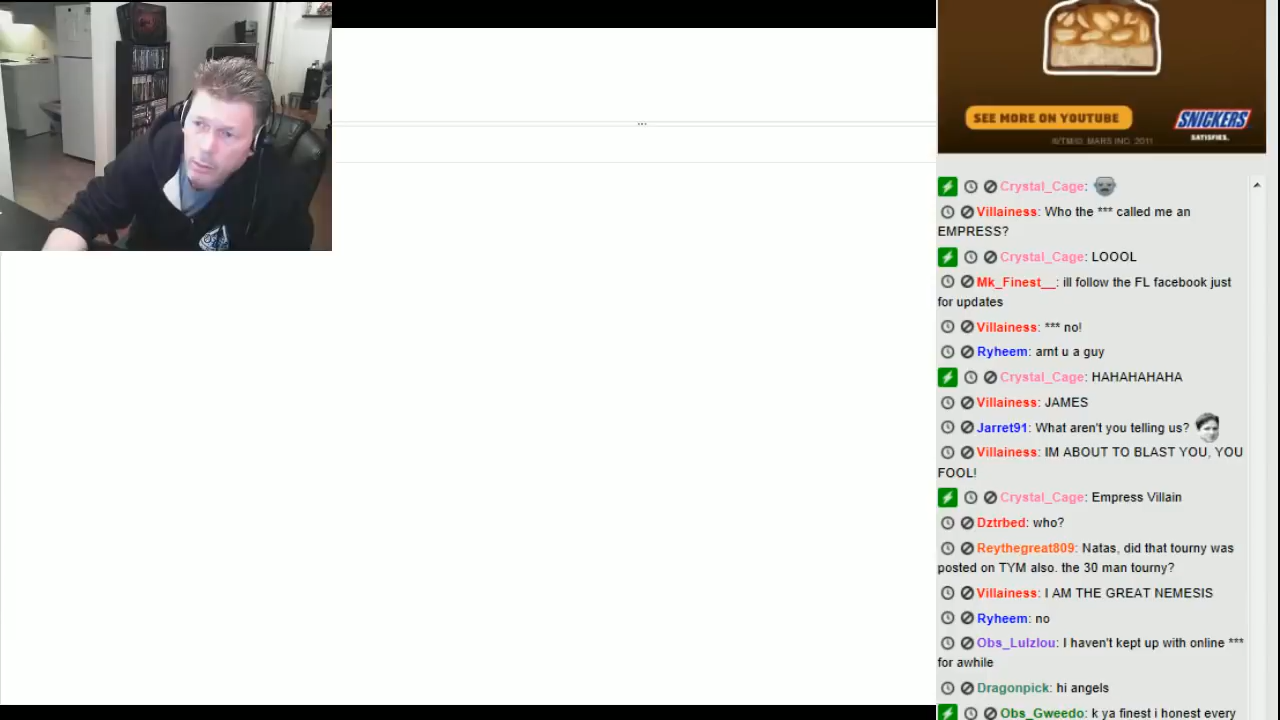 SEE MORE ON YOUTUBE
SNICKERS
SATISFIES.
®/TM/© MARS INC. 2011
...
Crystal_Cage:
Villainess: Who the *** called me an
EMPRESS?
Crystal_Cage: LOOOL
Mk_Finest__: ill follow the FL facebook just
for updates
Villainess: *** no!
Ryheem: arnt u a guy
Crystal_Cage: HAHAHAHAHA
Villainess: JAMES
Jarret91: What aren't you telling us?
Villainess: IM ABOUT TO BLAST YOU, YOU
FOOL!
Crystal_Cage: Empress Villain
Dztrbed: who?
Reythegreat809: Natas, did that tourny was
posted on TYM also. the 30 man tourny?
Villainess: I AM THE GREAT NEMESIS
Ryheem: no
Obs_Lulzlou: I haven't kept up with online ***
for awhile
Dragonpick: hi angels
Obs_Gweedo: k ya finest i honest every